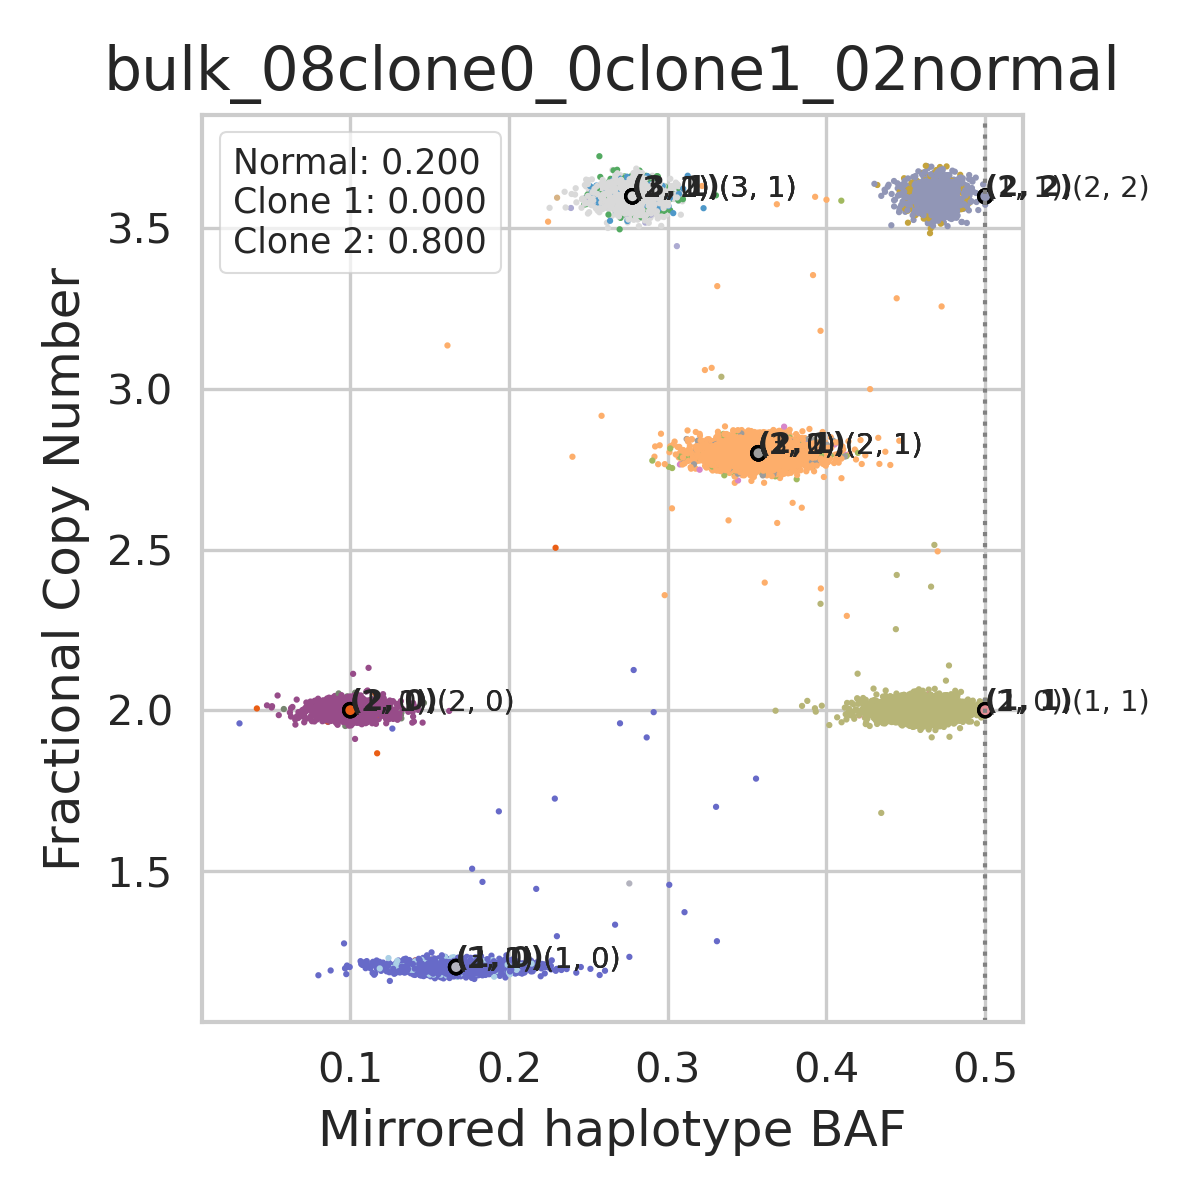 bulk_08clone0_0clone1_02normal
Normal: 0.200
Clone 1: 0.000
Clone 2: 0.800
(3, 1)
(2, 2)
3.5
3.0
(2, 1)
2.5
(2, 0)
(1, 1)
2.0
1.5
(1, 0)
0.1 0.2 0.3 0.4 0.5
Fractional Copy Number
Mirrored haplotype BAF